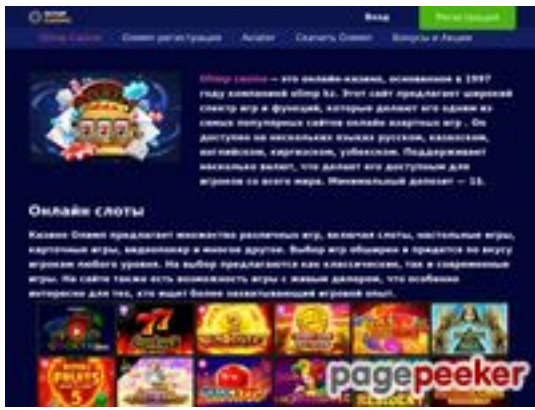 Вход Регистрация
Olimp Casino Олимп регистрация Aviator Скачать Олимп Бонусы и Акции
Olimp casino — это онлайн-казино, основанное в 1997
году компанией olimp kz. Этот сайт предлагает широкий
спектр игр и функций, которые делают его одним из
самых популярных сайтов онлайн азартных игр . Он
доступен на нескольких языках русском, казахском,
английском, киргизском, узбекском. Поддерживает
несколько валют, что делает его доступным для
игроков со всего мира. Минимальный депозит —
Онлайн слоты
Казино Олимп предлагает множество различных игр, включая слоты, настольные игры,
карточные игры, видеопокер и многое другое. Выбор игр обширен и придется по вкусу
игрокам любого уровня. На выбор предлагаются как классические, так и современные
игры. На сайте также есть возможность игры с живым дилером, что особенно
интересно для тех, кто ищет более захватывающий игровой опыт.
777
FRUITS
5
pagepeeker